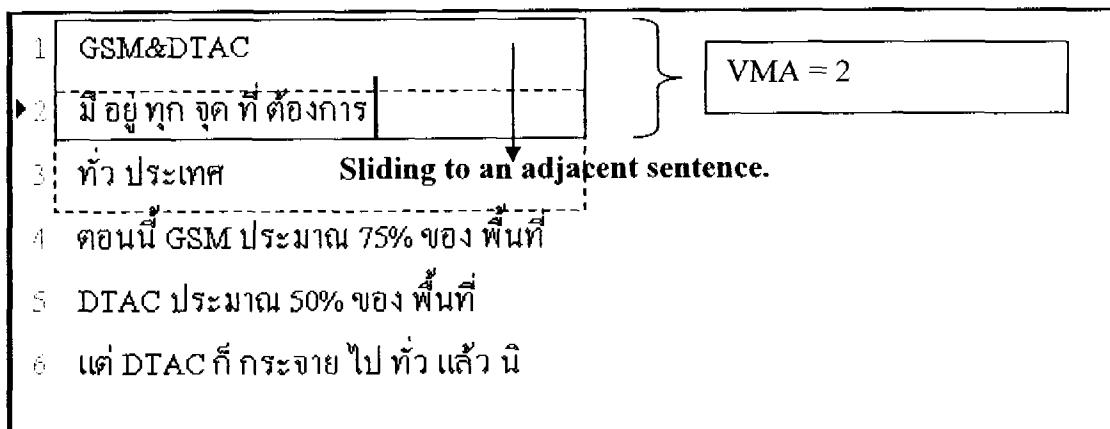 1 GSM&DTAC
VMA = 2
2 มี อยู่ ทุก จุด ที่ ต้องการ
3 ทั่ว ประเทศ Sliding to an adjacent sentence.
4 ตอนนี้ GSM ประมาณ 75% ของ พื้นที่
5 DTAC ประมาณ 50% ของ พื้นที่
6 แต่ DTAC ก็ กระจาย ไป ทั่ว แล้ว นิ